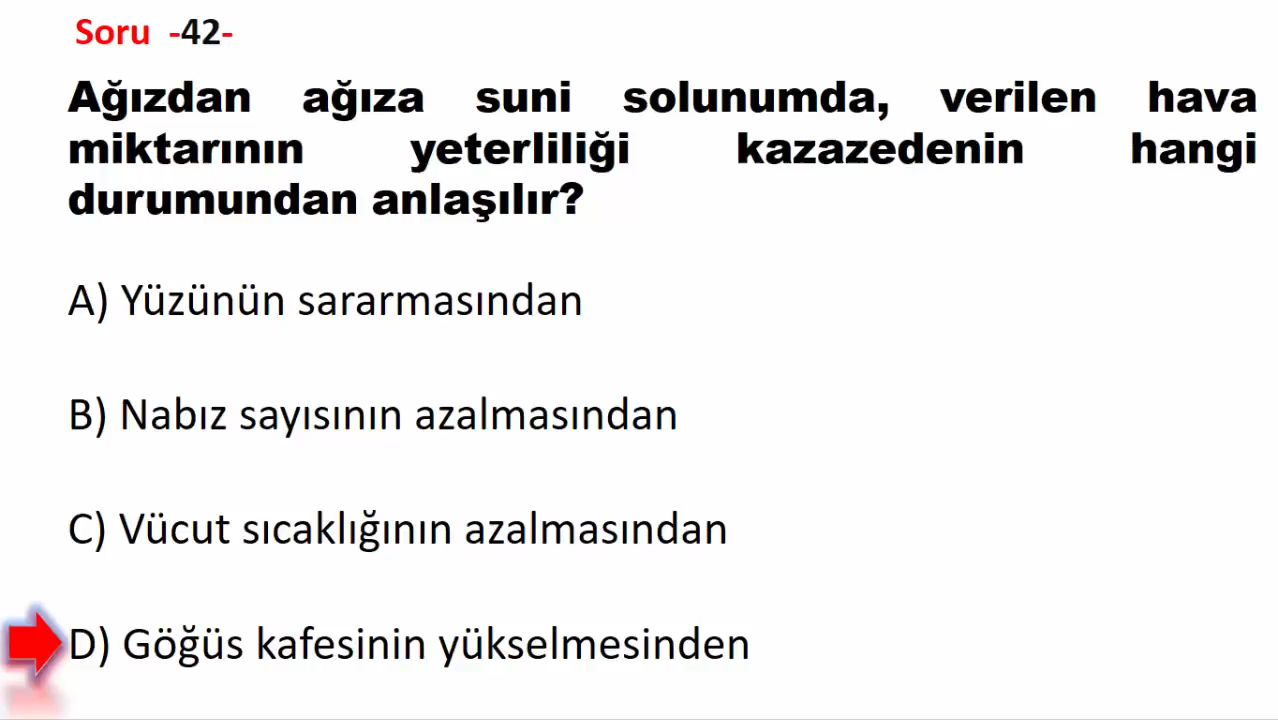 Soru -42-
Ağızdan ağıza suni solunumda, verilen hava
miktarının yeterliliği kazazedenin hangi
durumundan anlaşılır?
A) Yüzünün sararmasından
B) Nabız sayısının azalmasından
C) Vücut sıcaklığının azalmasından
D) Göğüs kafesinin yükselmesinden